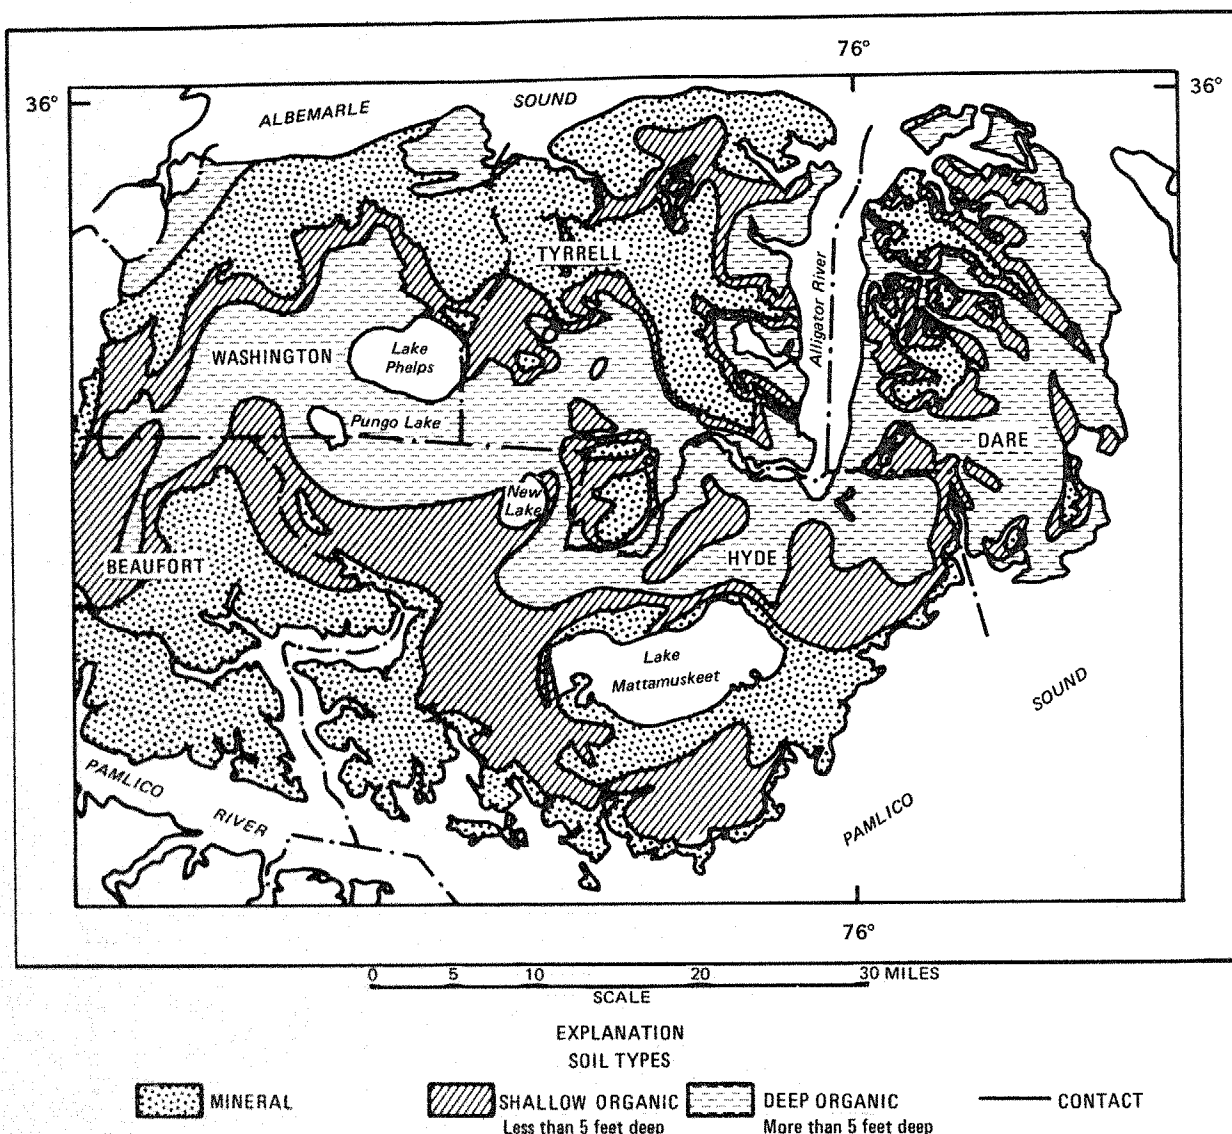 76°
36°
36°
ALBEMARLE SOUND
TYRRELL
Alligator River
WASHINGTON
Lake
Phelps
Pungo Lake
DARE
New
Lake
BEAUFORT
HYDE
Lake
Mattamuskeet
SOUND
PAMLICO
PAMLICO
RIVER
76°
0 5 10 20 30 MILES
SCALE
EXPLANATION
SOIL TYPES
MINERAL
SHALLOW ORGANIC
Less than 5 feet deep
DEEP ORGANIC
More than 5 feet deep
CONTACT